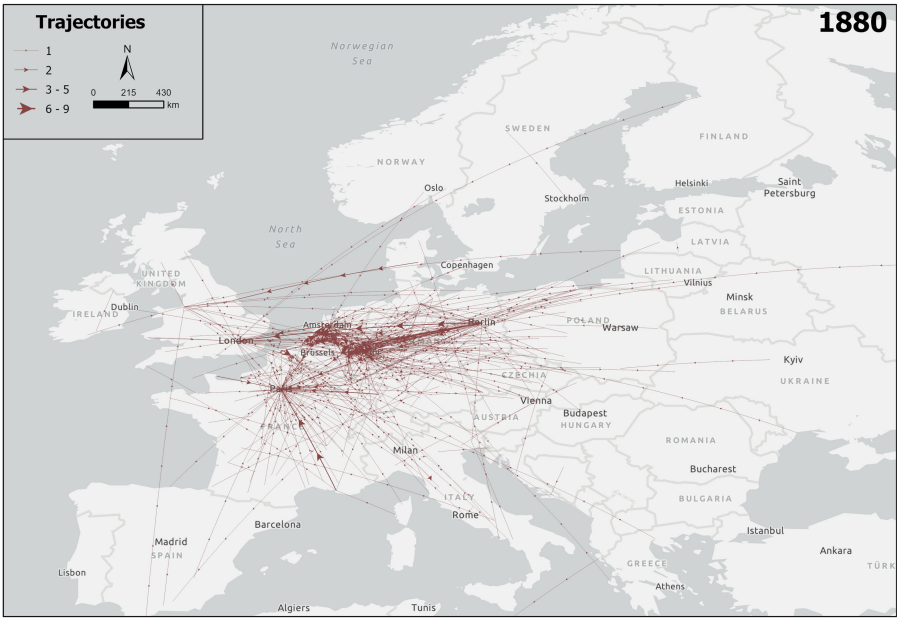 Trajectories
1880
1
2
3 - 5
6 - 9
N
0 215 430
km
Norwegian
Sea
SWEDEN
FINLAND
NORWAY
Oslo
Helsinki
Saint
Petersburg
Stockholm
ESTONIA
North
Sea
LATVIA
Copenhagen
UNITED
KINGDOM
LITHUANIA
Vilnius
Dublin
IRELAND
Minsk
BELARUS
Amsterdam
Berlin
POLAND
Warsaw
London
Brussels
Kyiv
CZECHIA
UKRAINE
Paris
Vienna
AUSTRIA
Budapest
HUNGARY
FRANCE
ROMANIA
Milan
Bucharest
ITALY
BULGARIA
Rome
Barcelona
Istanbul
Madrid
SPAIN
Ankara
GREECE
TÜRK
Lisbon
Athens
Algiers
Tunis